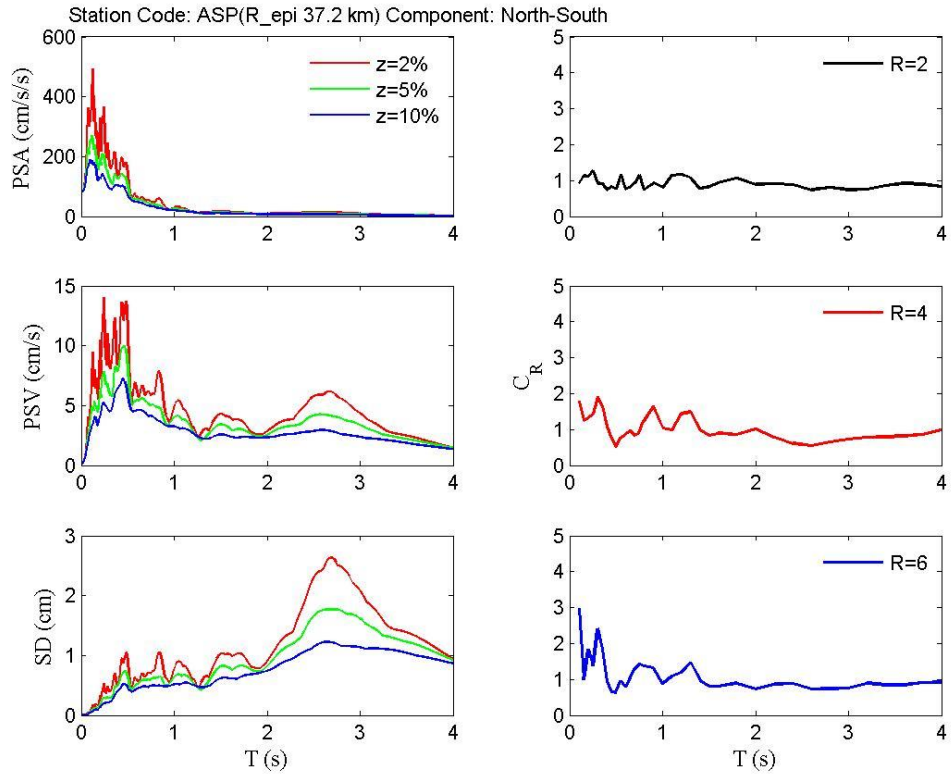 Station Code: ASP(R_epi 37.2 km) Component: North-South
600
400
200
0
0 1 2 3 4
PSA (cm/s/s)
z=2%
z=5%
z=10%
5
4
3
2
1
0
0 1 2 3 4
R=2
15
10
5
0
0 1 2 3 4
PSV (cm/s)
5
4
3
2
1
0
0 1 2 3 4
C_R
R=4
3
2
1
0
0 1 2 3 4
SD (cm)
T (s)
5
4
3
2
1
0
0 1 2 3 4
R=6
T (s)